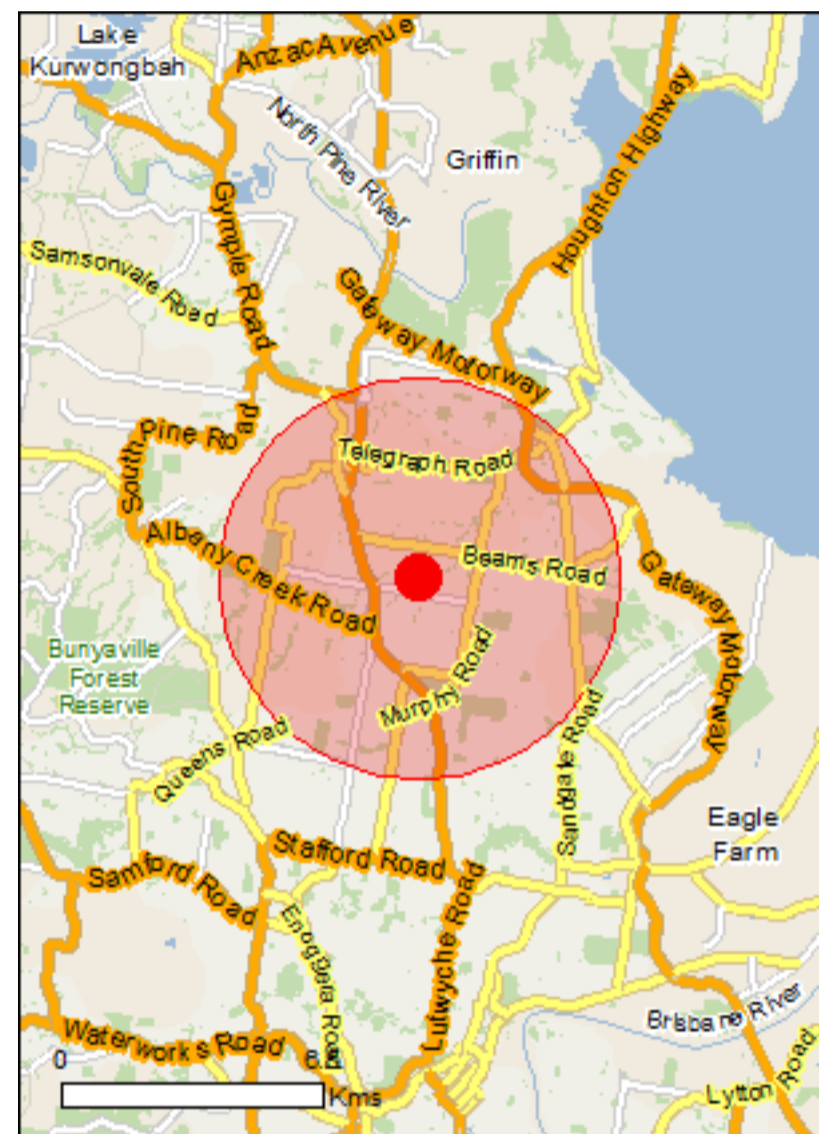 Lake
Kurwongbah
Anzac Avenue
North Pine River
Griffin
Houghton Highway
Gympie Road
Samsonvale Road
Gateway Motorway
South Pine Road
Telegraph Road
Albany Creek Road
Beams Road
Gateway Motorway
Bunyaville
Forest
Reserve
Murphy Road
Queens Road
Sandgate Road
Eagle
Farm
Stafford Road
Samford Road
Enoggera Road
Lutwyche Road
Brisbane River
Waterworks Road
0
Kms
Lytton Road